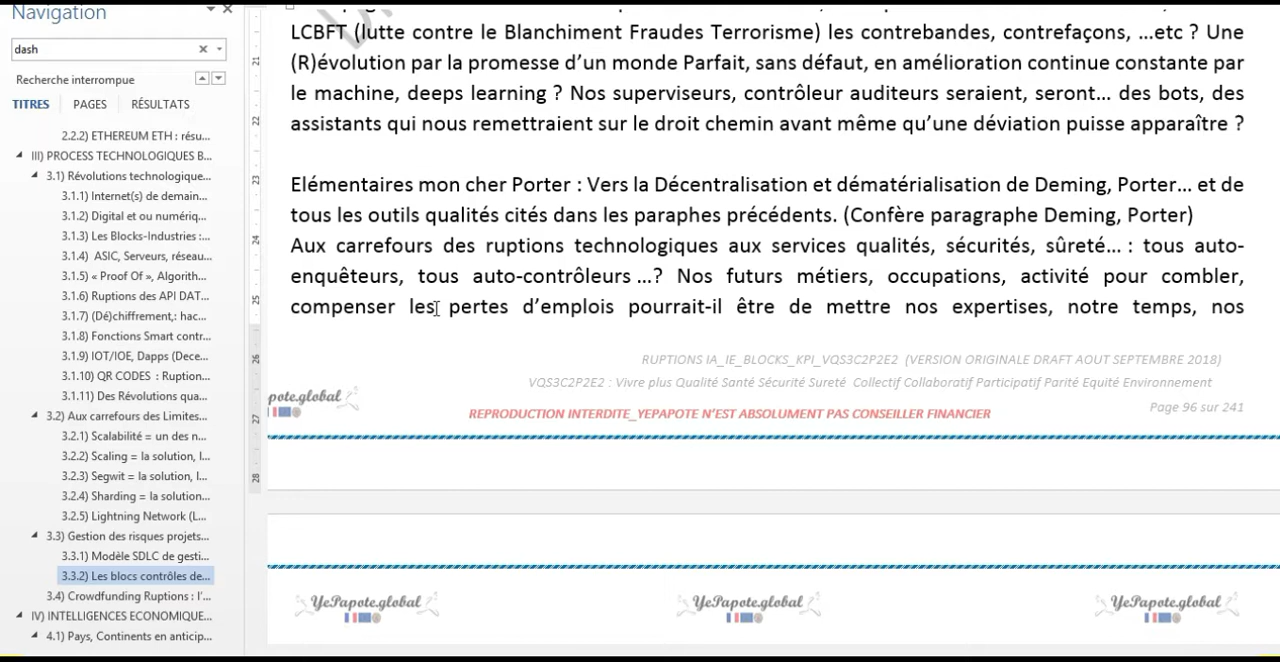 Navigation
dash
Recherche interrompue
TITRES PAGES RÉSULTATS
2.2.2) ETHEREUM ETH : résu...
III) PROCESS TECHNOLOGIQUES B...
3.1) Révolutions technologique...
3.1.1) Internet(s) de demain...
3.1.2) Digital et ou numériq...
3.1.3) Les Blocks-Industries :...
3.1.4) ASIC, Serveurs, réseau...
3.1.5) « Proof Of », Algorith...
3.1.6) Ruptions des API DAT...
3.1.7) (Dé)chiffrement,: hac...
3.1.8) Fonctions Smart contr...
3.1.9) IOT/IOE, Dapps (Dece...
3.1.10) QR CODES : Ruption...
3.1.11) Des Révolutions qua...
3.2) Aux carrefours des Limites...
3.2.1) Scalabilité = un des n...
3.2.2) Scaling = la solution, l...
3.2.3) Segwit = la solution, l...
3.2.4) Sharding = la solution...
3.2.5) Lightning Network (L...
3.3) Gestion des risques projets...
3.3.1) Modèle SDLC de gesti...
3.3.2) Les blocs contrôles de...
3.4) Crowdfunding Ruptions : l'...
IV) INTELLIGENCES ECONOMIQUE...
4.1) Pays, Continents en anticip...
21
22
23
24
25
26
27
28
LCBFT (lutte contre le Blanchiment Fraudes Terrorisme) les contrebandes, contrefaçons, ...etc ? Une
(R)évolution par la promesse d'un monde Parfait, sans défaut, en amélioration continue constante par
le machine, deeps learning ? Nos superviseurs, contrôleur auditeurs seraient, seront... des bots, des
assistants qui nous remettraient sur le droit chemin avant même qu'une déviation puisse apparaître ?
Elémentaires mon cher Porter : Vers la Décentralisation et dématérialisation de Deming, Porter... et de
tous les outils qualités cités dans les paraphes précédents. (Confère paragraphe Deming, Porter)
Aux carrefours des ruptions technologiques aux services qualités, sécurités, sûreté... : tous auto-
enquêteurs, tous auto-contrôleurs ...? Nos futurs métiers, occupations, activité pour combler,
compenser les pertes d'emplois pourrait-il être de mettre nos expertises, notre temps, nos
RUPTIONS IA_IE_BLOCKS_KPI_VQS3C2P2E2 (VERSION ORIGINALE DRAFT AOUT SEPTEMBRE 2018)
VQS3C2P2E2 : Vivre plus Qualité Santé Sécurité Sureté Collectif Collaboratif Participatif Parité Equité Environnement
pote.global
Page 96 sur 241
REPRODUCTION INTERDITE_YEPAPOTE N'EST ABSOLUMENT PAS CONSEILLER FINANCIER
YePapote.global YePapote.global YePapote.global